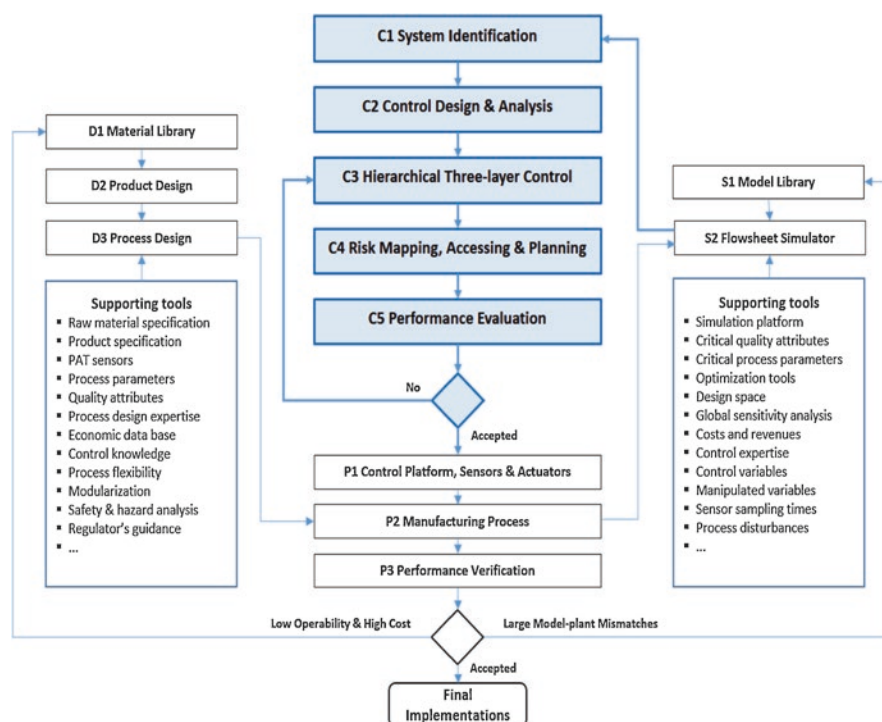 C1 System Identification
C2 Control Design & Analysis
C3 Hierarchical Three-layer Control
C4 Risk Mapping, Accessing & Planning
C5 Performance Evaluation
No
Accepted
D1 Material Library
D2 Product Design
D3 Process Design
Supporting tools
▪ Raw material specification
▪ Product specification
▪ PAT sensors
▪ Process parameters
▪ Quality attributes
▪ Process design expertise
▪ Economic data base
▪ Control knowledge
▪ Process flexibility
▪ Modularization
▪ Safety & hazard analysis
▪ Regulator's guidance
▪ ...
S1 Model Library
S2 Flowsheet Simulator
Supporting tools
▪ Simulation platform
▪ Critical quality attributes
▪ Critical process parameters
▪ Optimization tools
▪ Design space
▪ Global sensitivity analysis
▪ Costs and revenues
▪ Control expertise
▪ Control variables
▪ Manipulated variables
▪ Sensor sampling times
▪ Process disturbances
▪ ...
P1 Control Platform, Sensors & Actuators
P2 Manufacturing Process
P3 Performance Verification
Low Operability & High Cost
Large Model-plant Mismatches
Accepted
Final
Implementations